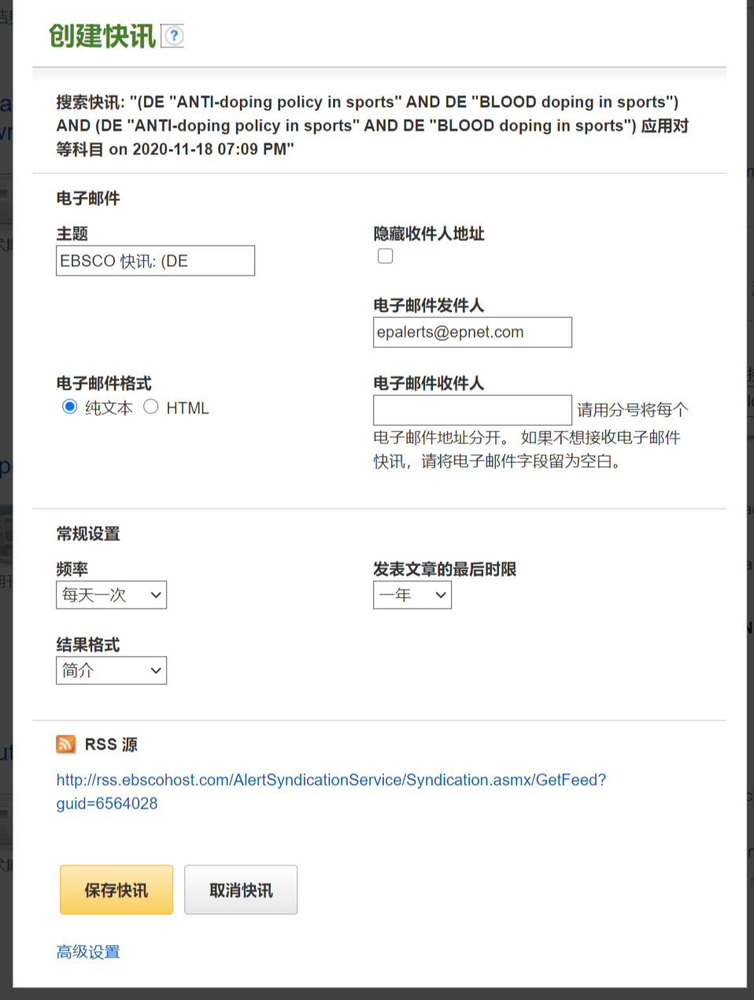 创建快讯 ?
搜索快讯: "(DE "ANTI-doping policy in sports" AND DE "BLOOD doping in sports")
AND (DE "ANTI-doping policy in sports" AND DE "BLOOD doping in sports") 应用对
等科目 on 2020-11-18 07:09 PM"
电子邮件
主题
EBSCO 快讯: (DE
隐藏收件人地址
电子邮件发件人
epalerts@epnet.com
电子邮件格式
纯文本 HTML
电子邮件收件人
请用分号将每个
电子邮件地址分开。 如果不想接收电子邮件
快讯，请将电子邮件字段留为空白。
常规设置
频率
每天一次
发表文章的最后时限
一年
结果格式
简介
RSS 源
http://rss.ebscohost.com/AlertSyndicationService/Syndication.asmx/GetFeed?
guid=6564028
保存快讯 取消快讯
高级设置